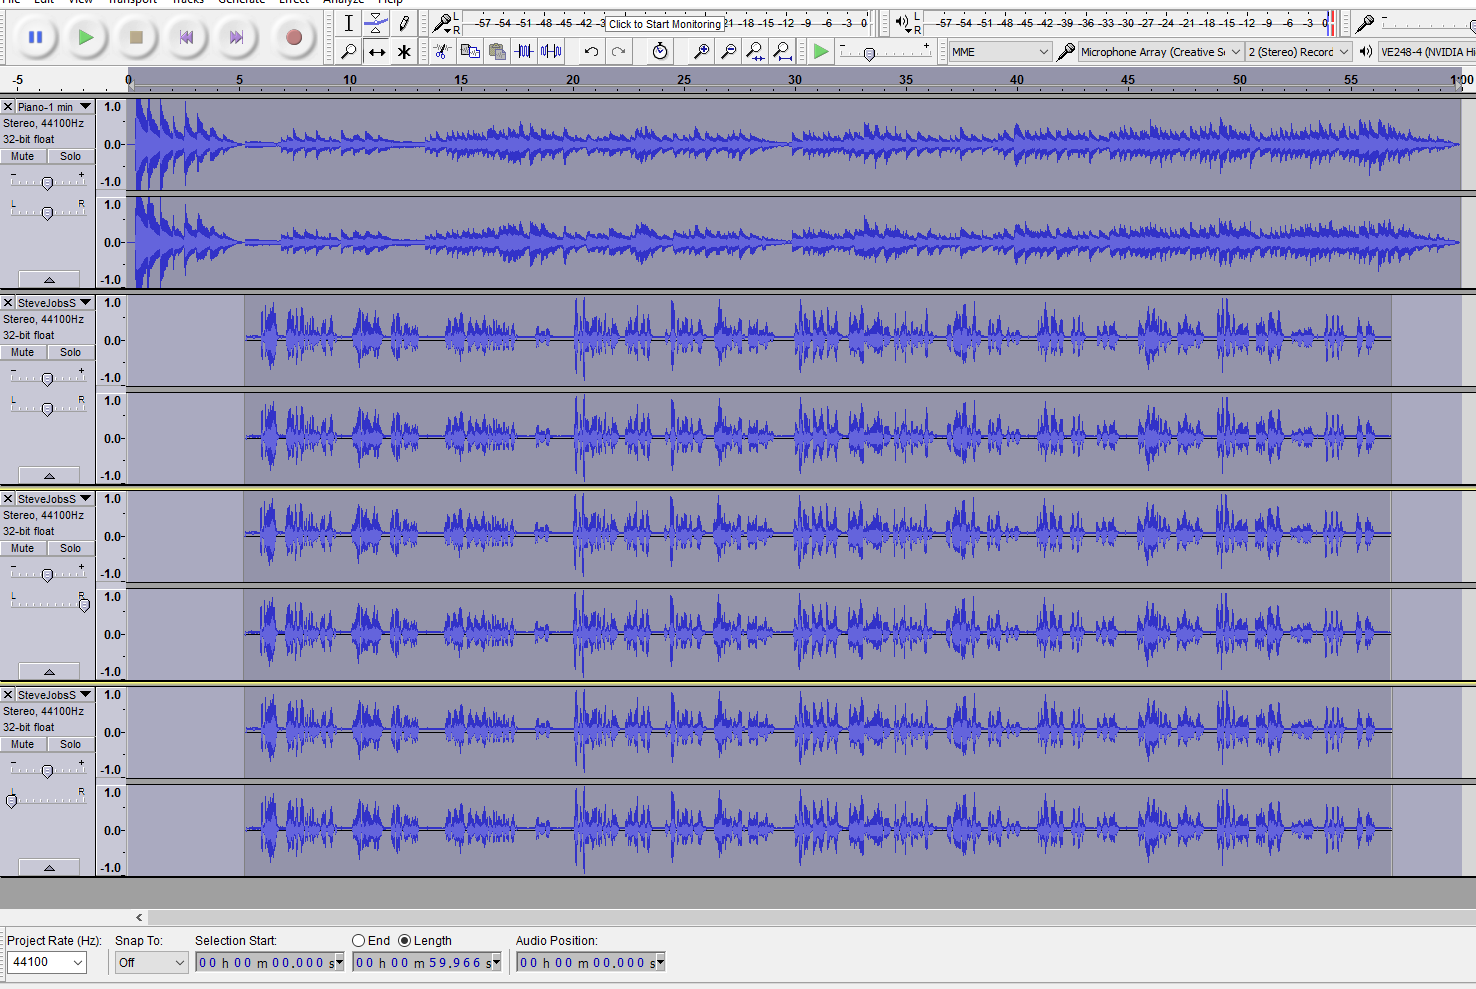 File Edit View Transport Tracks Generate Effect Analyze Help
L R -57 -54 -51 -48 -45 -42 -3 Click to Start Monitoring 21 -18 -15 -12 -9 -6 -3 0
L R -57 -54 -51 -48 -45 -42 -39 -36 -33 -30 -27 -24 -21 -18 -15 -12 -9 -6 -3 0
MME Microphone Array (Creative S 2 (Stereo) Record VE248-4 (NVIDIA Hi
-5 0 5 10 15 20 25 30 35 40 45 50 55 1:00
X Piano-1 min
Stereo, 44100Hz
32-bit float
Mute Solo
- +
L R
1.0
0.0-
-1.0
1.0
0.0-
-1.0
X SteveJobsS
Stereo, 44100Hz
32-bit float
Mute Solo
- +
L R
1.0
0.0-
-1.0
1.0
0.0-
-1.0
X SteveJobsS
Stereo, 44100Hz
32-bit float
Mute Solo
- +
L R
1.0
0.0-
-1.0
1.0
0.0-
-1.0
X SteveJobsS
Stereo, 44100Hz
32-bit float
Mute Solo
- +
L R
1.0
0.0-
-1.0
1.0
0.0-
-1.0
Project Rate (Hz): Snap To: Selection Start: End Length Audio Position:
44100 Off 00 h 00 m 00.000 s 00 h 00 m 59.966 s 00 h 00 m 00.000 s